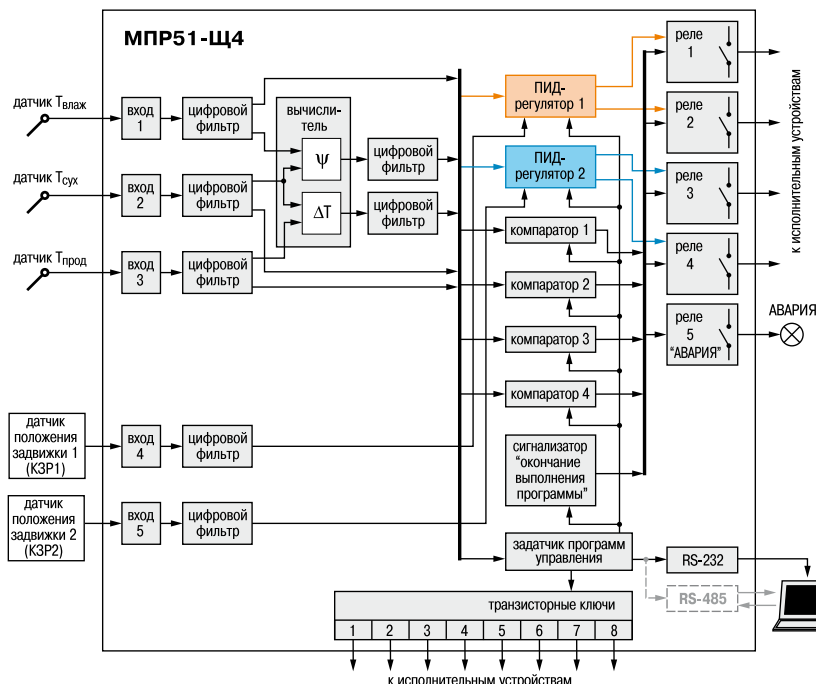 МПР51-Щ4
датчик Tвлаж
вход
1
цифровой
фильтр
датчик Tсух
вход
2
цифровой
фильтр
датчик Tпрод
вход
3
цифровой
фильтр
вычисли-
тель
Ψ
ΔT
цифровой
фильтр
цифровой
фильтр
датчик
положения
задвижки 1
(КЗР1)
вход
4
цифровой
фильтр
датчик
положения
задвижки 2
(КЗР2)
вход
5
цифровой
фильтр
ПИД-
регулятор 1
ПИД-
регулятор 2
компаратор 1
компаратор 2
компаратор 3
компаратор 4
сигнализатор
“окончание
выполнения
программы”
задатчик программ
управления
реле
1
реле
2
реле
3
реле
4
реле
5
“АВАРИЯ”
к исполнительным устройствам
АВАРИЯ
RS-232
RS-485
транзисторные ключи
1 2 3 4 5 6 7 8
к исполнительным устройствам